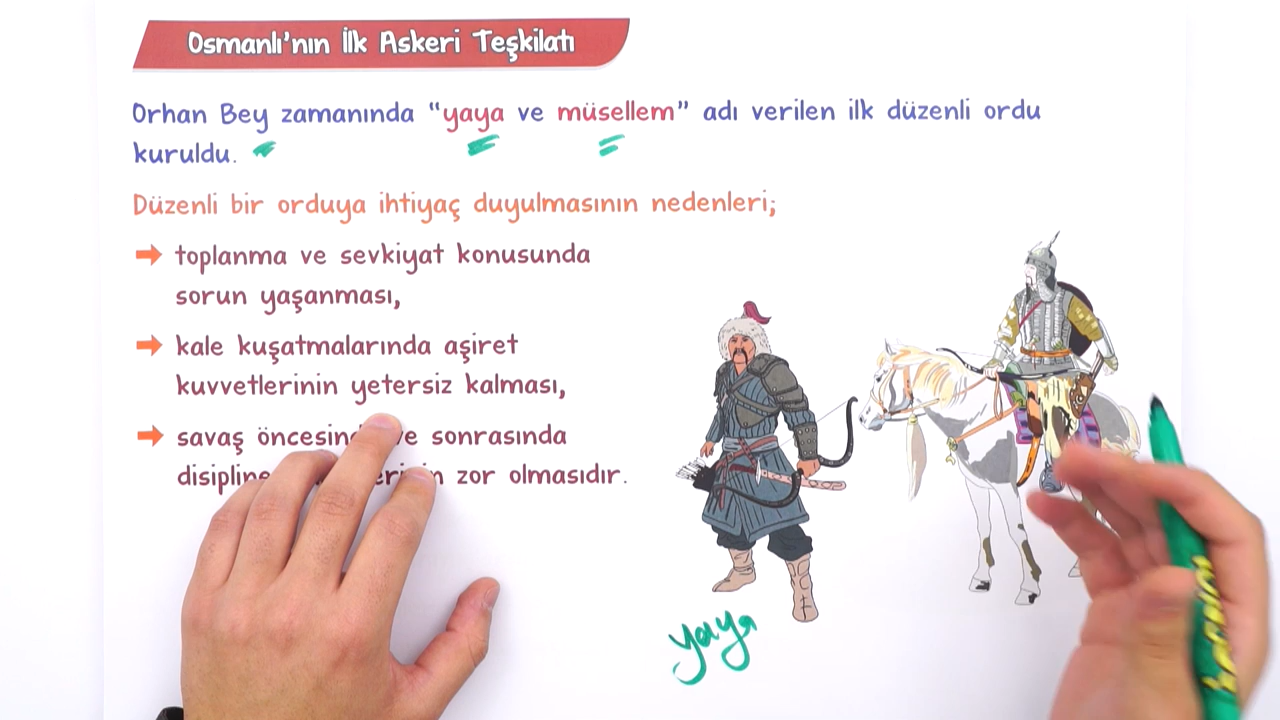 Osmanlı'nın İlk Askeri Teşkilatı
Orhan Bey zamanında "yaya ve müsellem" adı verilen ilk düzenli ordu
kuruldu.
Düzenli bir orduya ihtiyaç duyulmasının nedenleri;
toplanma ve sevkiyat konusunda
sorun yaşanması,
kale kuşatmalarında aşiret
kuvvetlerinin yetersiz kalması,
savaş sonrasında
zor olmasıdır.
yaya